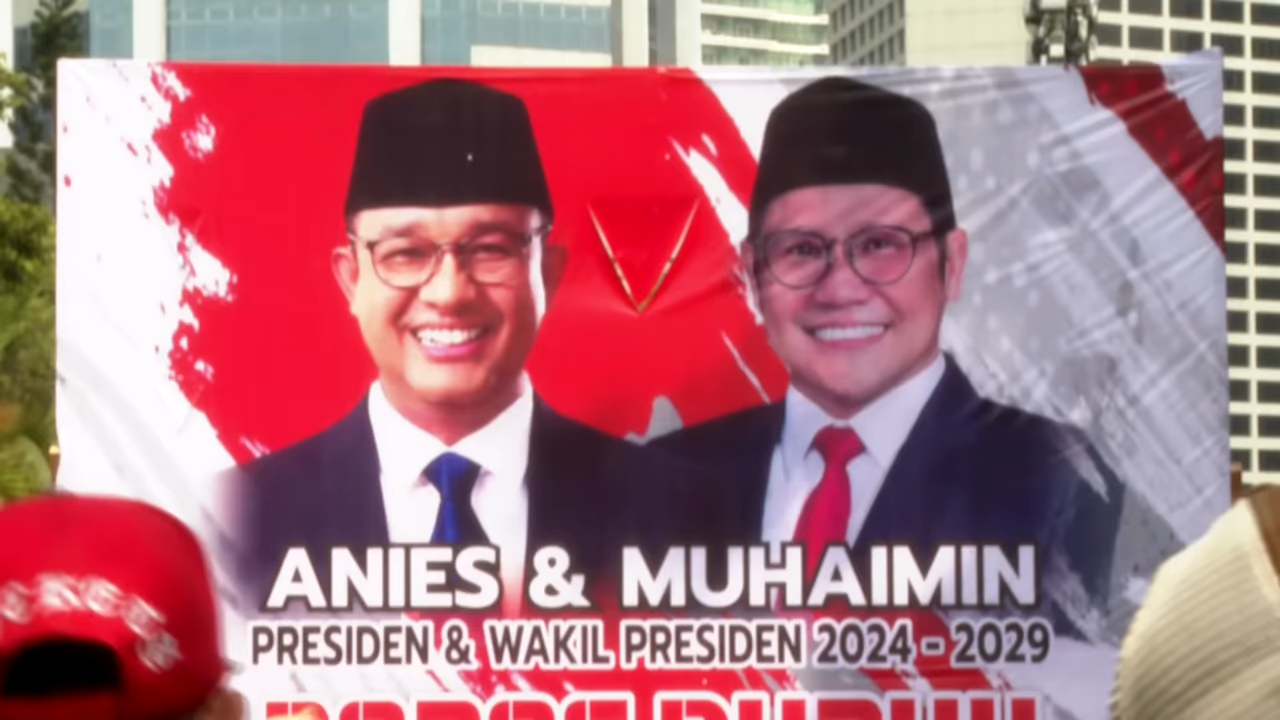 ANIES & MUHAIMIN
PRESIDEN & WAKIL PRESIDEN 2024 - 2029